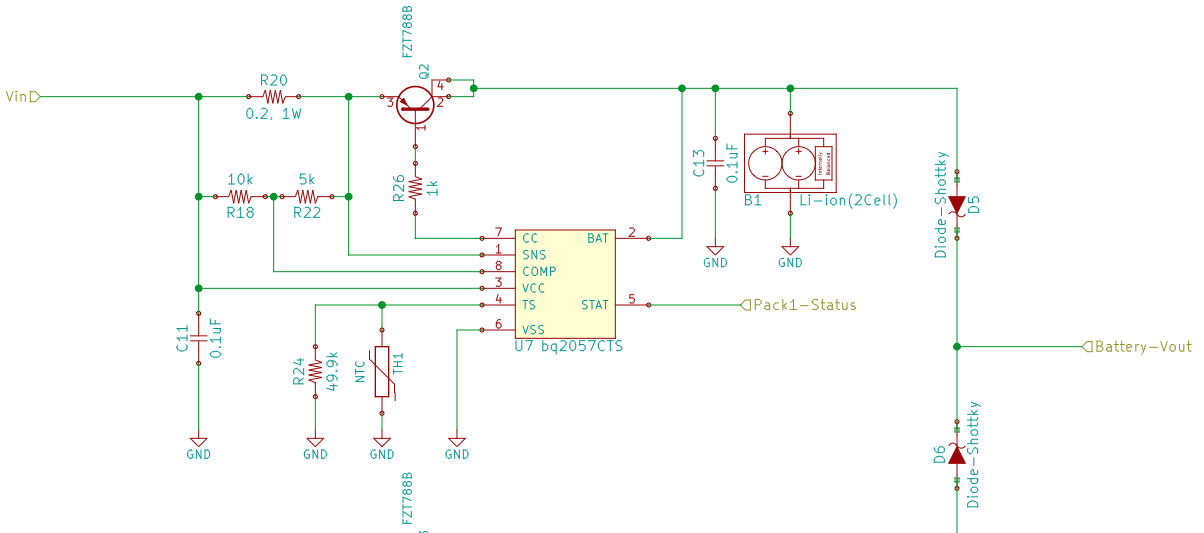 FZT788B
Q2
4
3
2
1
Vin
R20
0.2, 1W
10k
R18
5k
R22
R26
1k
C13
0.1uF
+
+
Internally
Balanced
B1
Li-ion(2Cell)
GND
GND
Diode-Shottky
D5
7
CC
1
SNS
8
COMP
3
VCC
4
TS
6
VSS
BAT
2
STAT
5
U7 bq2057CTS
Pack1-Status
C11
0.1uF
R24
49.9k
NTC
TH1
Battery-Vout
D6
Diode-Shottky
GND
GND
GND
GND
FZT788B